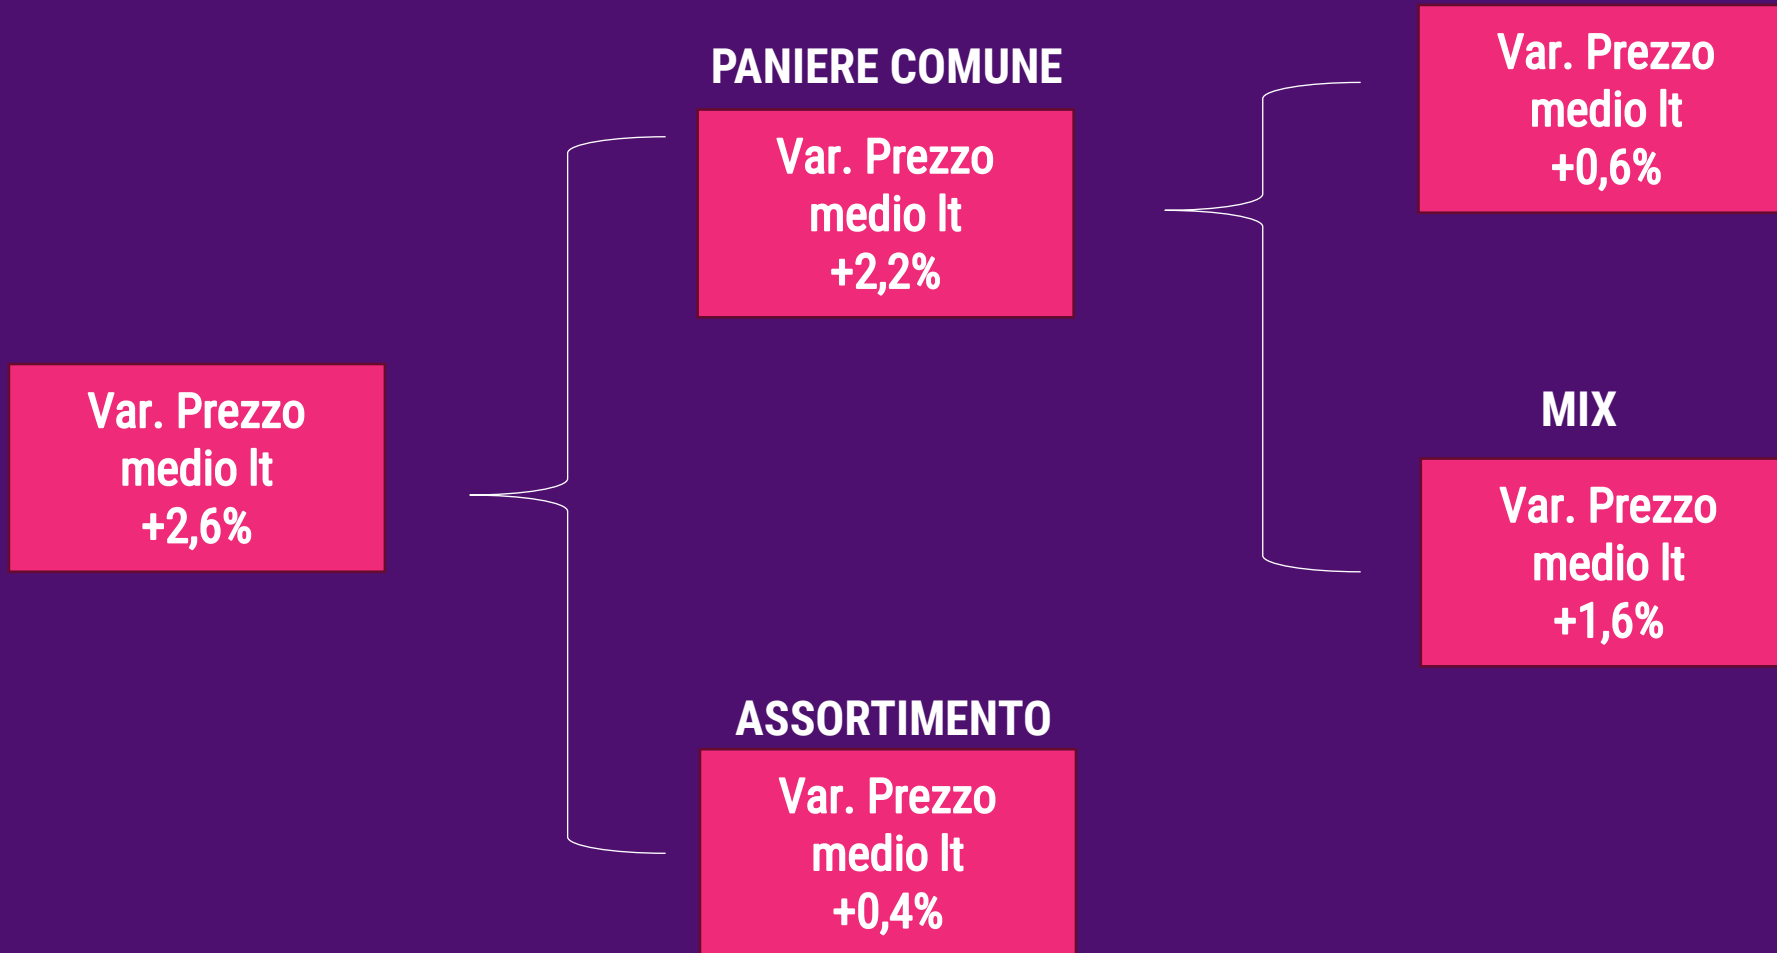 Var. Prezzo
medio lt
+2,6%
PANIERE COMUNE
Var. Prezzo
medio lt
+2,2%
ASSORTIMENTO
Var. Prezzo
medio lt
+0,4%
Var. Prezzo
medio lt
+0,6%
MIX
Var. Prezzo
medio lt
+1,6%